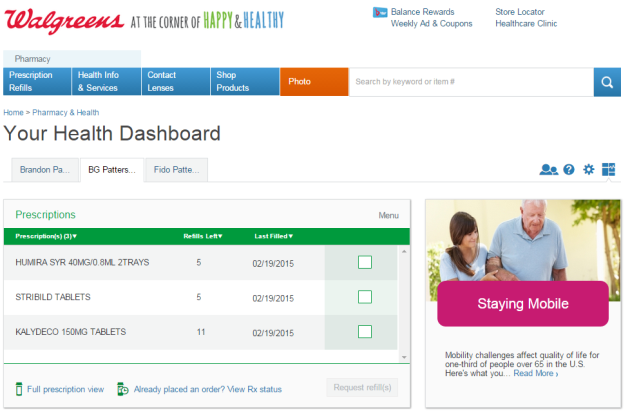 Walgreens AT THE CORNER OF HAPPY & HEALTHY
Balance Rewards
Weekly Ad & Coupons
Store Locator
Healthcare Clinic
Pharmacy
Prescription
Refills
Health Info
& Services
Contact
Lenses
Shop
Products
Photo
Search by keyword or item #
Home > Pharmacy & Health
Your Health Dashboard
Brandon Pa...
BG Patters...
Fido Patte...
Prescriptions
Menu
Prescription(s) (3)▾ Refills Left▾ Last Filled ▾
HUMIRA SYR 40MG/0.8ML 2TRAYS 5 02/19/2015
STRIBILD TABLETS 5 02/19/2015
KALYDECO 150MG TABLETS 11 02/19/2015
Full prescription view
Already placed an order? View Rx status
Request refill(s)
Staying Mobile
Mobility challenges affect quality of life for
one-third of people over 65 in the U.S.
Here's what you... Read More ›